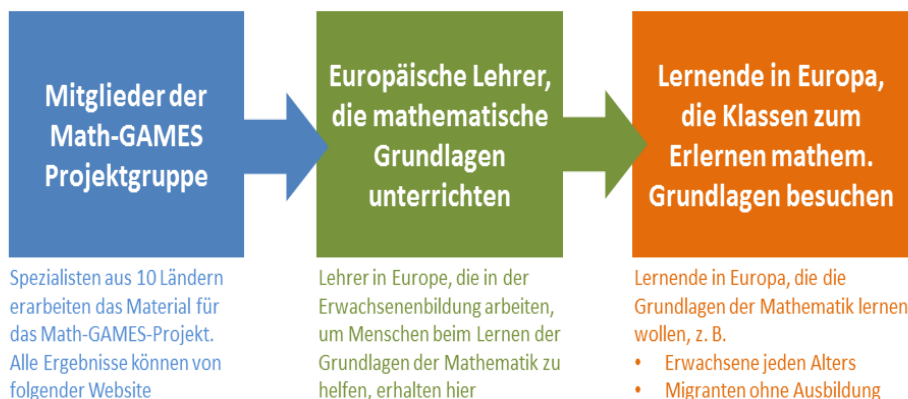 Mitglieder der
Math-GAMES
Projektgruppe
Europäische Lehrer,
die mathematische
Grundlagen
unterrichten
Lernende in Europa,
die Klassen zum
Erlernen mathem.
Grundlagen besuchen
Spezialisten aus 10 Ländern
erarbeiten das Material für
das Math-GAMES-Projekt.
Alle Ergebnisse können von
folgender Website
Lehrer in Europe, die in der
Erwachsenenbildung arbeiten,
um Menschen beim Lernen der
Grundlagen der Mathematik zu
helfen, erhalten hier
Lernende in Europa, die die
Grundlagen der Mathematik lernen
wollen, z. B.
• Erwachsene jeden Alters
• Migranten ohne Ausbildung